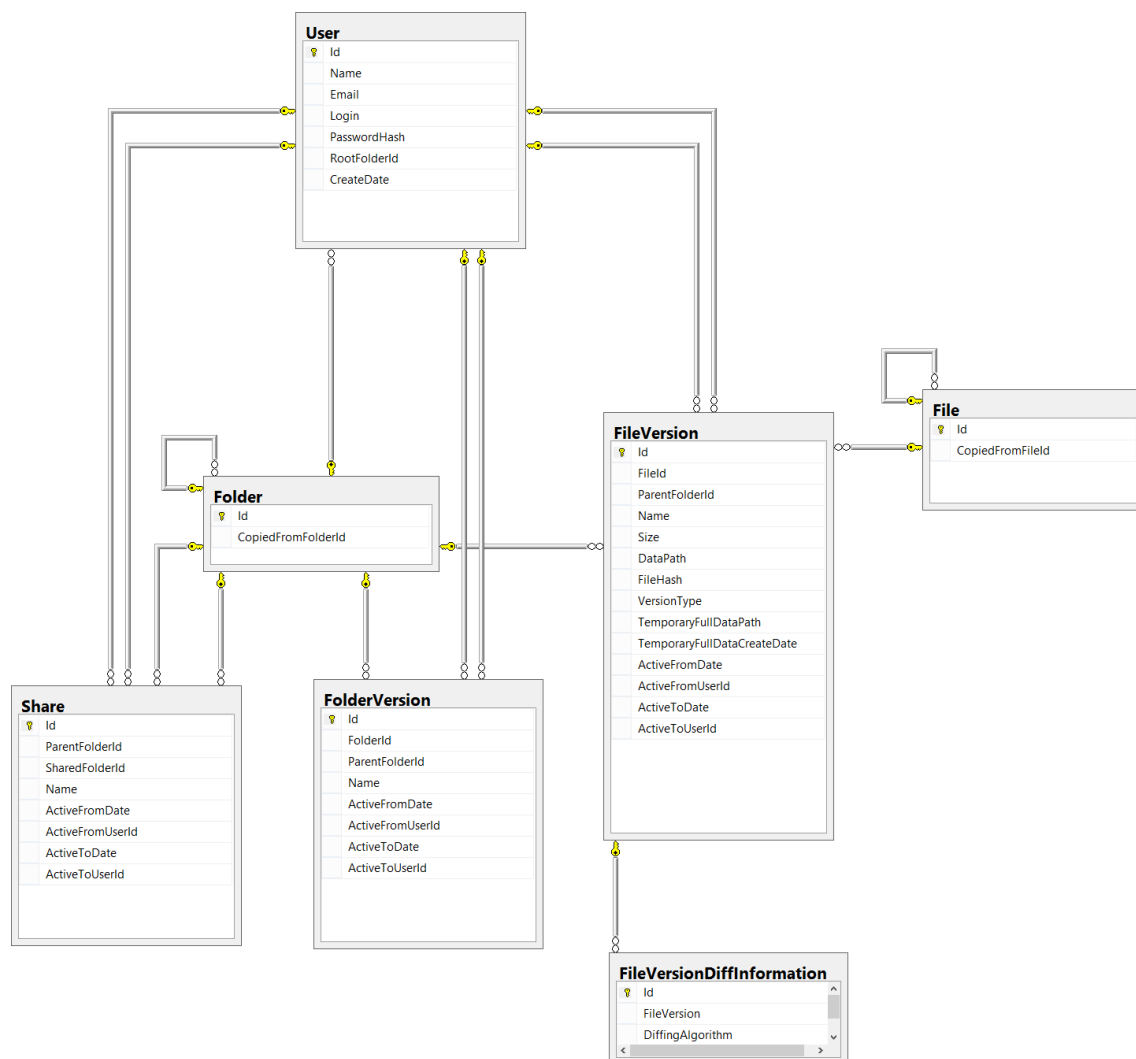 User
Id
Name
Email
Login
PasswordHash
RootFolderId
CreateDate
File
Id
CopiedFromFileId
FileVersion
Id
FileId
ParentFolderId
Name
Size
DataPath
FileHash
VersionType
TemporaryFullDataPath
TemporaryFullDataCreateDate
ActiveFromDate
ActiveFromUserId
ActiveToDate
ActiveToUserId
Folder
Id
CopiedFromFolderId
Share
Id
ParentFolderId
SharedFolderId
Name
ActiveFromDate
ActiveFromUserId
ActiveToDate
ActiveToUserId
FolderVersion
Id
FolderId
ParentFolderId
Name
ActiveFromDate
ActiveFromUserId
ActiveToDate
ActiveToUserId
FileVersionDiffInformation
Id
FileVersion
DiffingAlgorithm